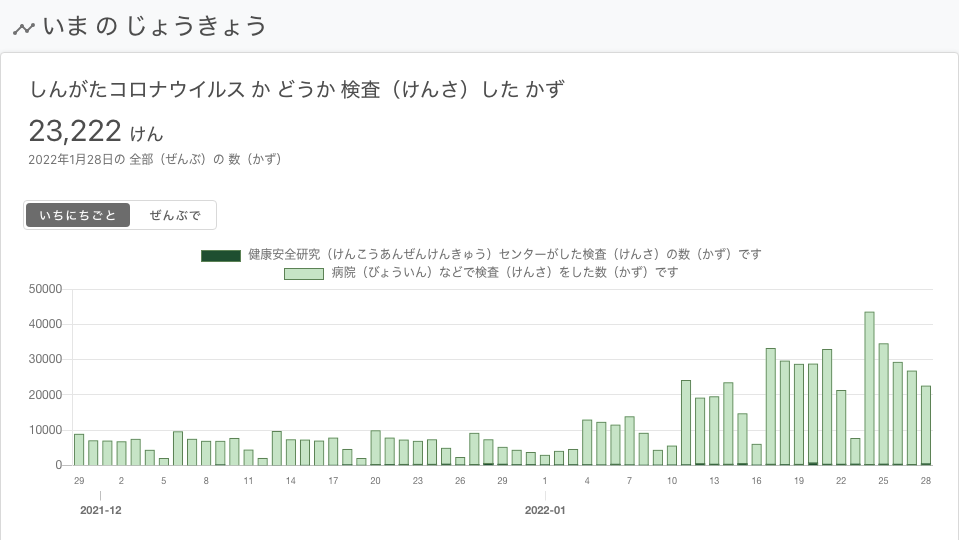 いま の じょうきょう
しんがたコロナウイルス か どうか 検査（けんさ）した かず
23,222 けん
2022年1月28日の 全部（ぜんぶ）の 数（かず）
いちにちごと ぜんぶで
健康安全研究（けんこうあんぜんけんきゅう）センターがした検査（けんさ）の数（かず）です
病院（びょういん）などで検査（けんさ）をした数（かず）です
50000
40000
30000
20000
10000
0
29 2 5 8 11 14 17 20 23 26 29 1 4 7 10 13 16 19 22 25 28
2021-12 2022-01